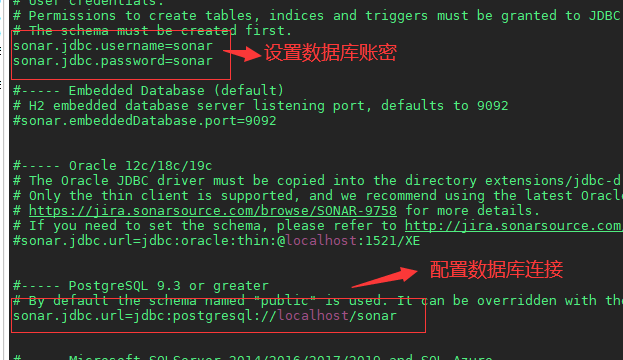 # User credentials.
# Permissions to create tables, indices and triggers must be granted to JDBC
# The schema must be created first.
sonar.jdbc.username=sonar
设置数据库账密
sonar.jdbc.password=sonar
#----- Embedded Database (default)
# H2 embedded database server listening port, defaults to 9092
#sonar.embeddedDatabase.port=9092
#----- Oracle 12c/18c/19c
# The Oracle JDBC driver must be copied into the directory extensions/jdbc-d
# Only the thin client is supported, and we recommend using the latest Oracl
# https://jira.sonarsource.com/browse/SONAR-9758 for more details.
# If you need to set the schema, please refer to http://jira.sonarsource.com/
#sonar.jdbc.url=jdbc:oracle:thin:@localhost:1521/XE
配置数据库连接
#----- PostgreSQL 9.3 or greater
# By default the schema named "public" is used. It can be overridden with the
sonar.jdbc.url=jdbc:postgresql://localhost/sonar
#----- Microsoft SQLServer 2014/2016/2017/2019 and SQL Azure